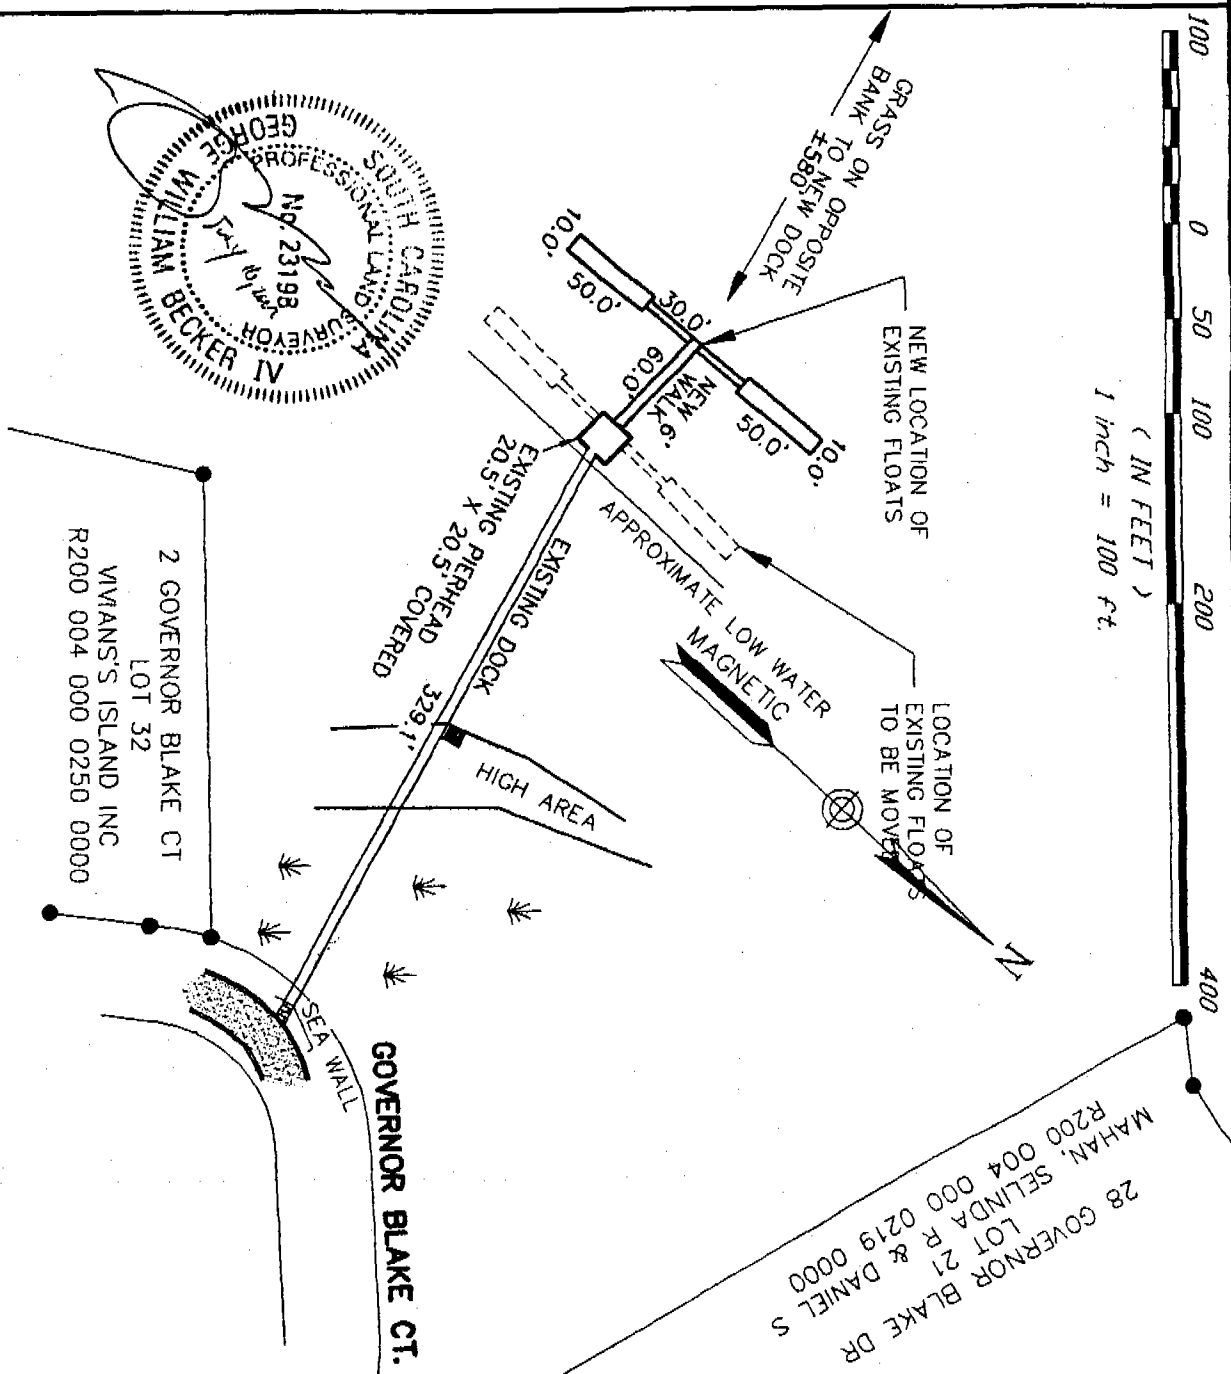 100
0
50
100
200
400
( IN FEET )
1 inch = 100 ft.
GRASS ON OPPOSITE
BANK TO NEW DOCK
±580'
NEW LOCATION OF
EXISTING FLOATS
LOCATION OF
EXISTING FLOATS
TO BE MOVED
10.0'
50.0'
30.0'
60.0'
NEW 6'
WALK
50.0'
10.0'
EXISTING PIERHEAD
20.5' X 20.5' COVERED
EXISTING DOCK
329.1'
APPROXIMATE LOW WATER
MAGNETIC
N
HIGH AREA
SEA WALL
GOVERNOR BLAKE CT.
2 GOVERNOR BLAKE CT
LOT 32
VIVIANS'S ISLAND INC
R200 004 000 0250 0000
28 GOVERNOR BLAKE DR
LOT 21
MAHAN, SELINDA R & DANIEL S
R200 004 000 0219 0000
SOUTH CAROLINA
PROFESSIONAL LAND SURVEYOR
No. 23198
GEORGE WILLIAM BECKER IV